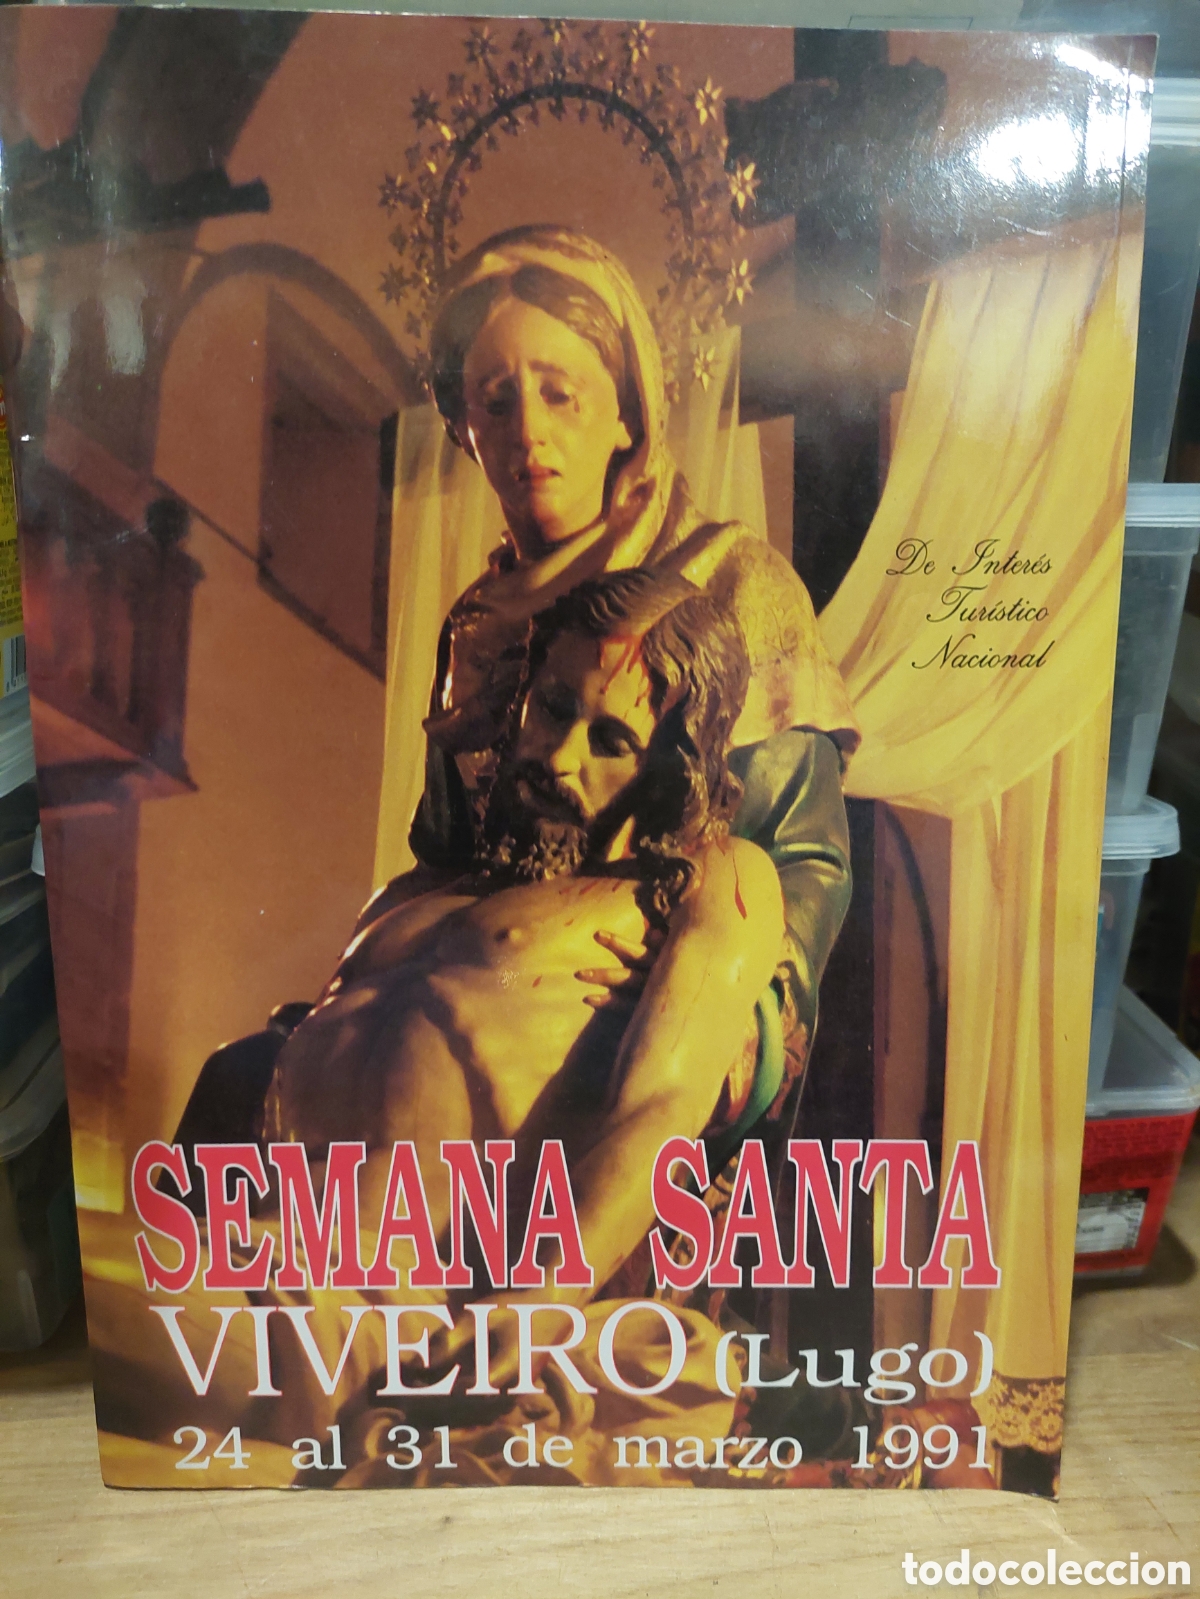 De Interés
Turístico
Nacional
SEMANA SANTA
VIVEIRO (Lugo)
24 al 31 de marzo 1991
todocoleccion